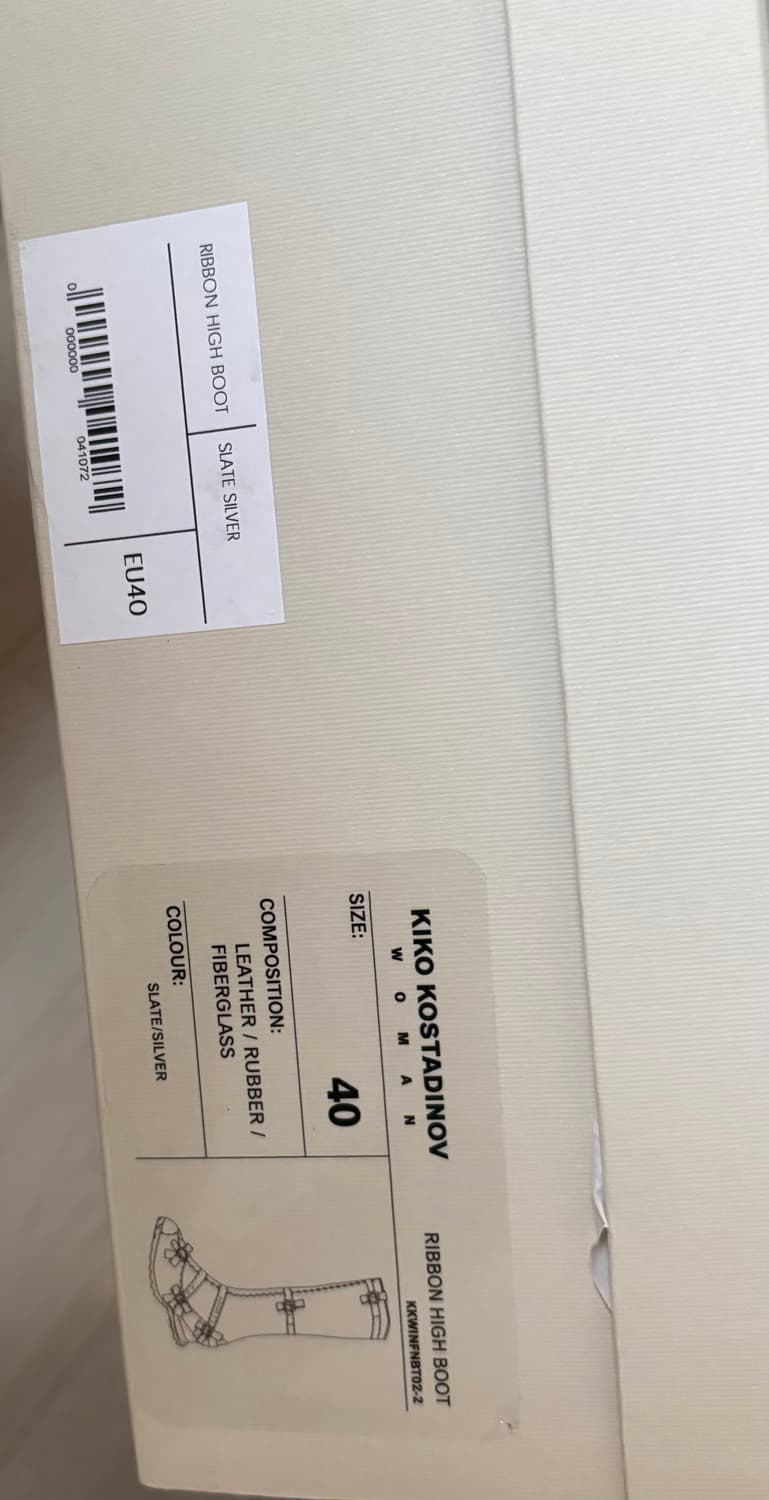 RIBBON HIGH BOOT
SLATE SILVER
0 000000 041072
EU40
KIKO KOSTADINOV
W O M A N
RIBBON HIGH BOOT
KKWINFNBT02-2
SIZE:
40
COMPOSITION:
LEATHER / RUBBER /
FIBERGLASS
COLOUR:
SLATE/SILVER